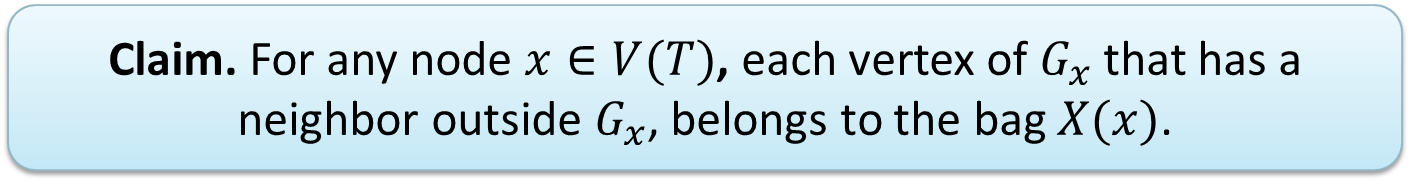 Claim. For any node 𝑥 ∈ 𝑉(𝑇), each vertex of 𝐺ₓ that has a
neighbor outside 𝐺ₓ, belongs to the bag 𝑋(𝑥).